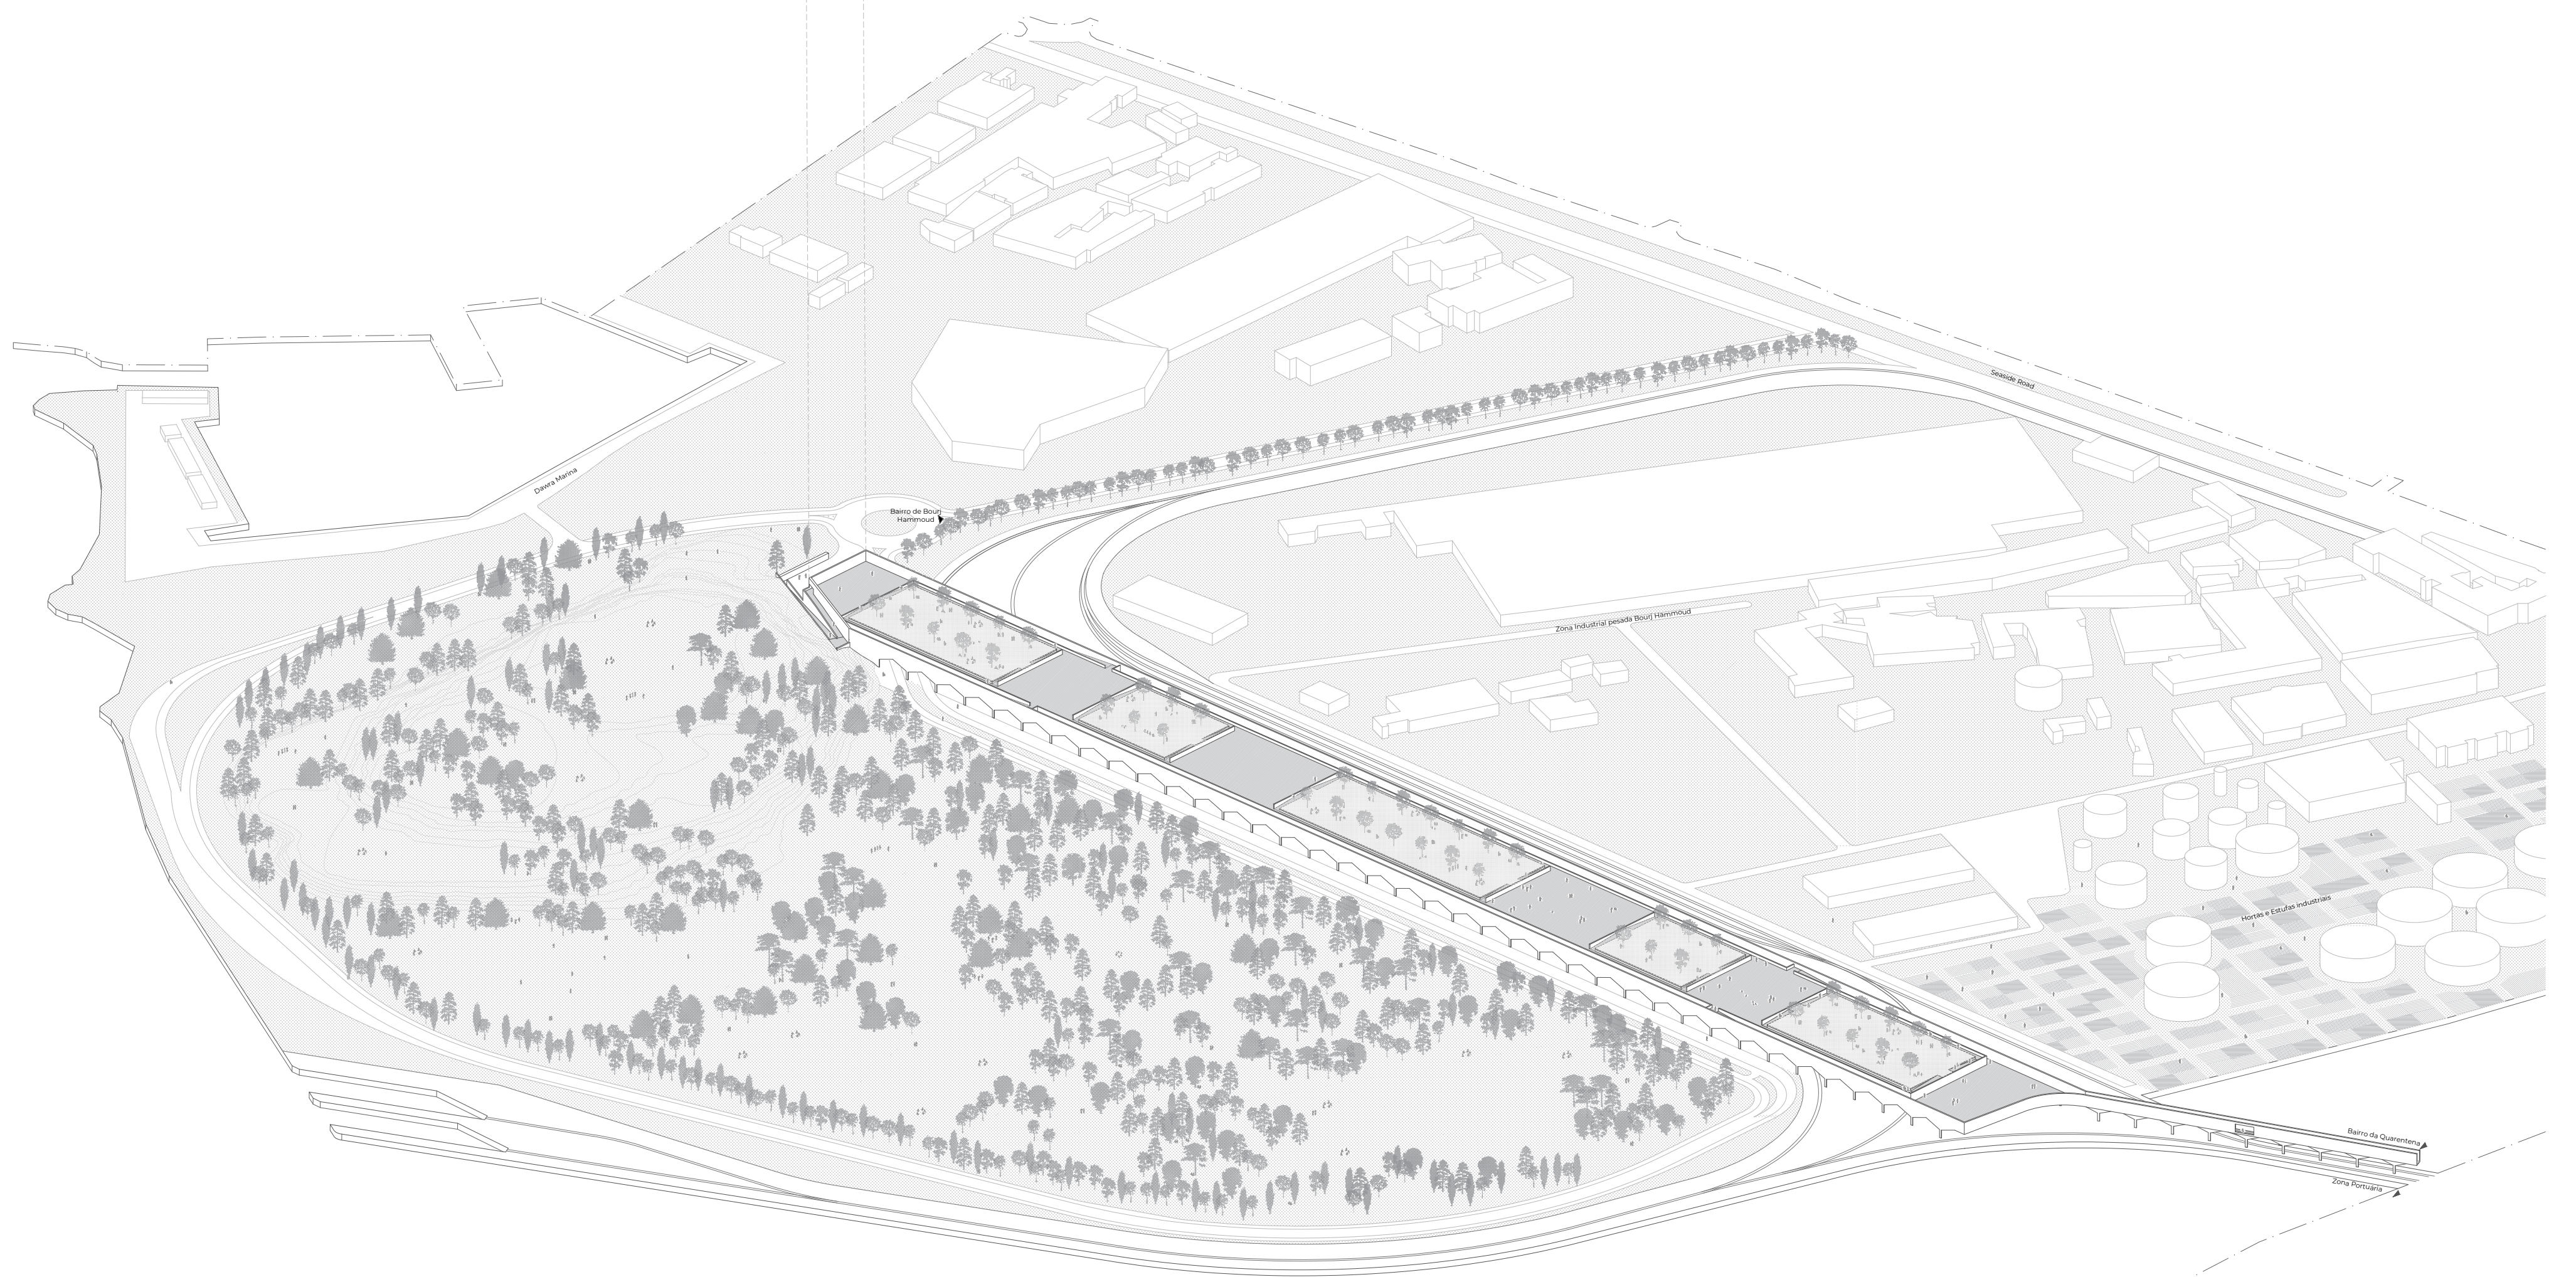 Seaside Road
Dawra Marina
Bairro de Bourj
Hammoud
Zona Industrial pesada Bourj Hammoud
Hortas e Estufas industriais
Bairro da Quarentena
Zona Portuária